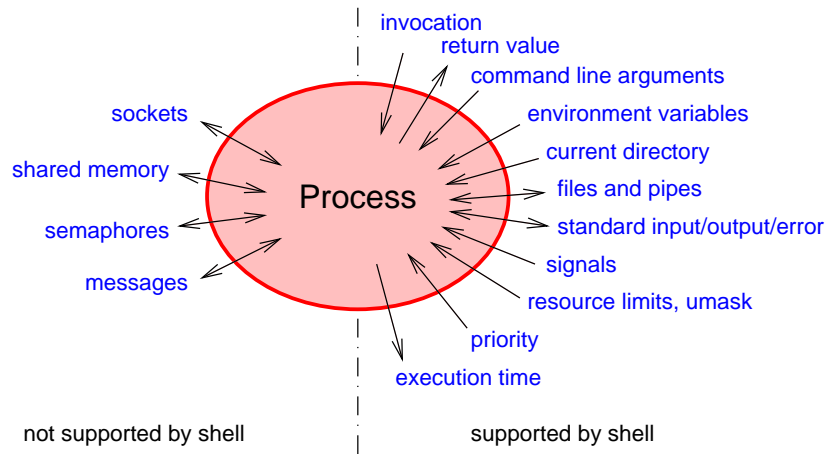 invocation
return value
command line arguments
sockets
environment variables
current directory
shared memory
files and pipes
Process
standard input/output/error
semaphores
signals
messages
resource limits, umask
priority
execution time
not supported by shell
supported by shell